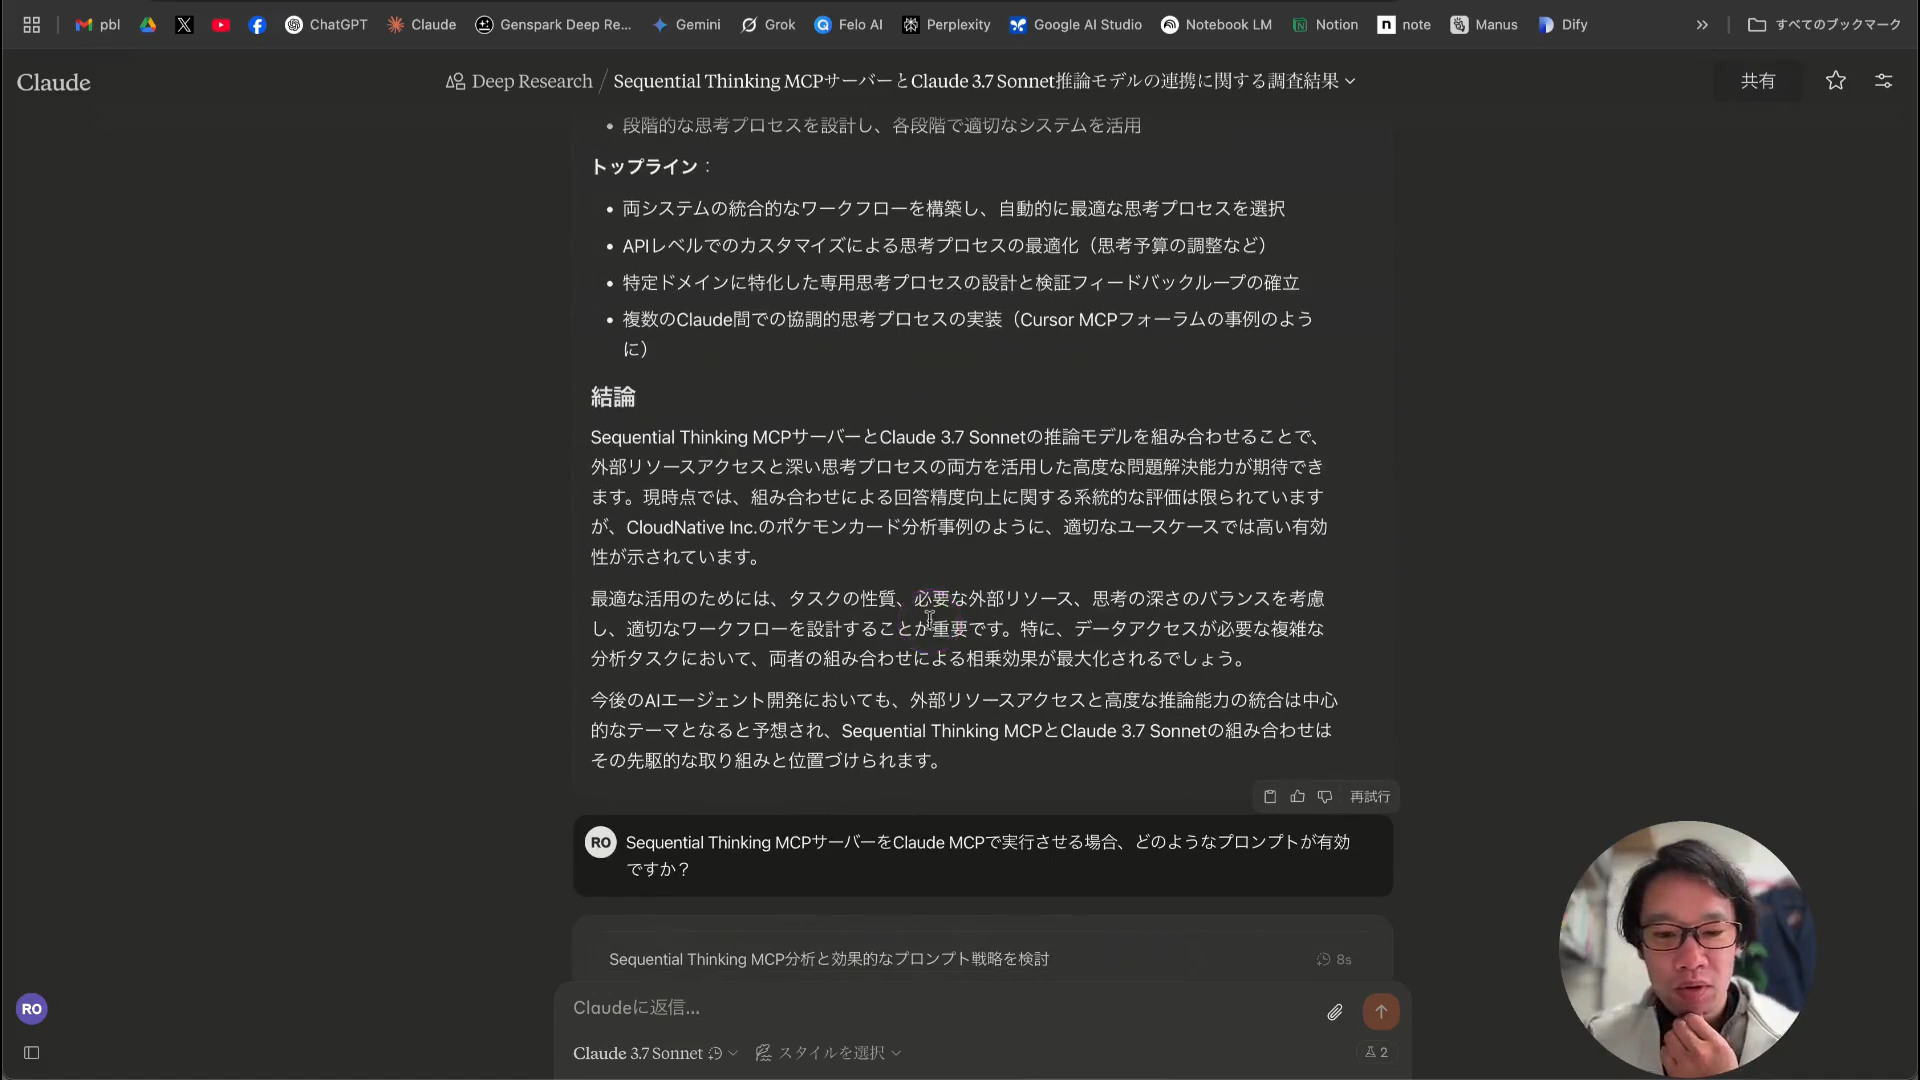 pbl
ChatGPT
Claude
Genspark Deep Re...
Gemini
Grok
Felo AI
Perplexity
Google AI Studio
Notebook LM
Notion
note
Manus
Dify
すべてのブックマーク
Claude
Deep Research / Sequential Thinking MCPサーバーとClaude 3.7 Sonnet推論モデルの連携に関する調査結果
共有
• 段階的な思考プロセスを設計し、各段階で適切なシステムを活用
トップライン：
• 両システムの統合的なワークフローを構築し、自動的に最適な思考プロセスを選択
• APIレベルでのカスタマイズによる思考プロセスの最適化（思考予算の調整など）
• 特定ドメインに特化した専用思考プロセスの設計と検証フィードバックループの確立
• 複数のClaude間での協調的思考プロセスの実装（Cursor MCPフォーラムの事例のよう
に）
結論
Sequential Thinking MCPサーバーとClaude 3.7 Sonnetの推論モデルを組み合わせることで、
外部リソースアクセスと深い思考プロセスの両方を活用した高度な問題解決能力が期待でき
ます。現時点では、組み合わせによる回答精度向上に関する系統的な評価は限られています
が、CloudNative Inc.のポケモンカード分析事例のように、適切なユースケースでは高い有効
性が示されています。
最適な活用のためには、タスクの性質、必要な外部リソース、思考の深さのバランスを考慮
し、適切なワークフローを設計することが重要です。特に、データアクセスが必要な複雑な
分析タスクにおいて、両者の組み合わせによる相乗効果が最大化されるでしょう。
今後のAIエージェント開発においても、外部リソースアクセスと高度な推論能力の統合は中心
的なテーマとなると予想され、Sequential Thinking MCPとClaude 3.7 Sonnetの組み合わせは
その先駆的な取り組みと位置づけられます。
再試行
RO
Sequential Thinking MCPサーバーをClaude MCPで実行させる場合、どのようなプロンプトが有効
ですか？
Sequential Thinking MCP分析と効果的なプロンプト戦略を検討
8s
Claudeに返信...
RO
Claude 3.7 Sonnet
スタイルを選択
2